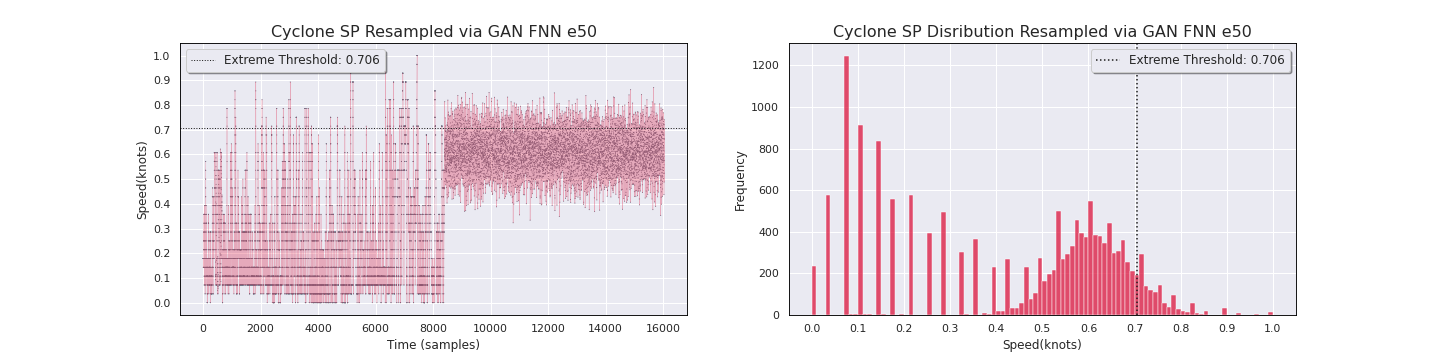 Cyclone SP Resampled via GAN FNN e50
Extreme Threshold: 0.706
Speed(knots)
1.0
0.9
0.8
0.7
0.6
0.5
0.4
0.3
0.2
0.1
0.0
0 2000 4000 6000 8000 10000 12000 14000 16000
Time (samples)
Cyclone SP Disribution Resampled via GAN FNN e50
Extreme Threshold: 0.706
Frequency
1200
1000
800
600
400
200
0
0.0 0.1 0.2 0.3 0.4 0.5 0.6 0.7 0.8 0.9 1.0
Speed(knots)